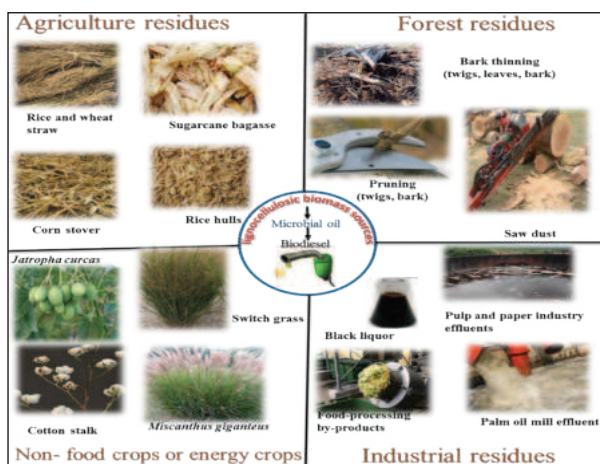 Agriculture residues
Rice and wheat
straw
Sugarcane bagasse
Corn stover
Rice hulls
Forest residues
Bark thinning
(twigs, leaves, bark)
Pruning
(twigs, bark)
Saw dust
lignocellulosic biomass sources
Microbial oil
Biodiesel
Jatropha curcas
Switch grass
Cotton stalk
Miscanthus giganteus
Non- food crops or energy crops
Black liquor
Pulp and paper industry
effluents
Food-processing
by-products
Palm oil mill effluent
Industrial residues